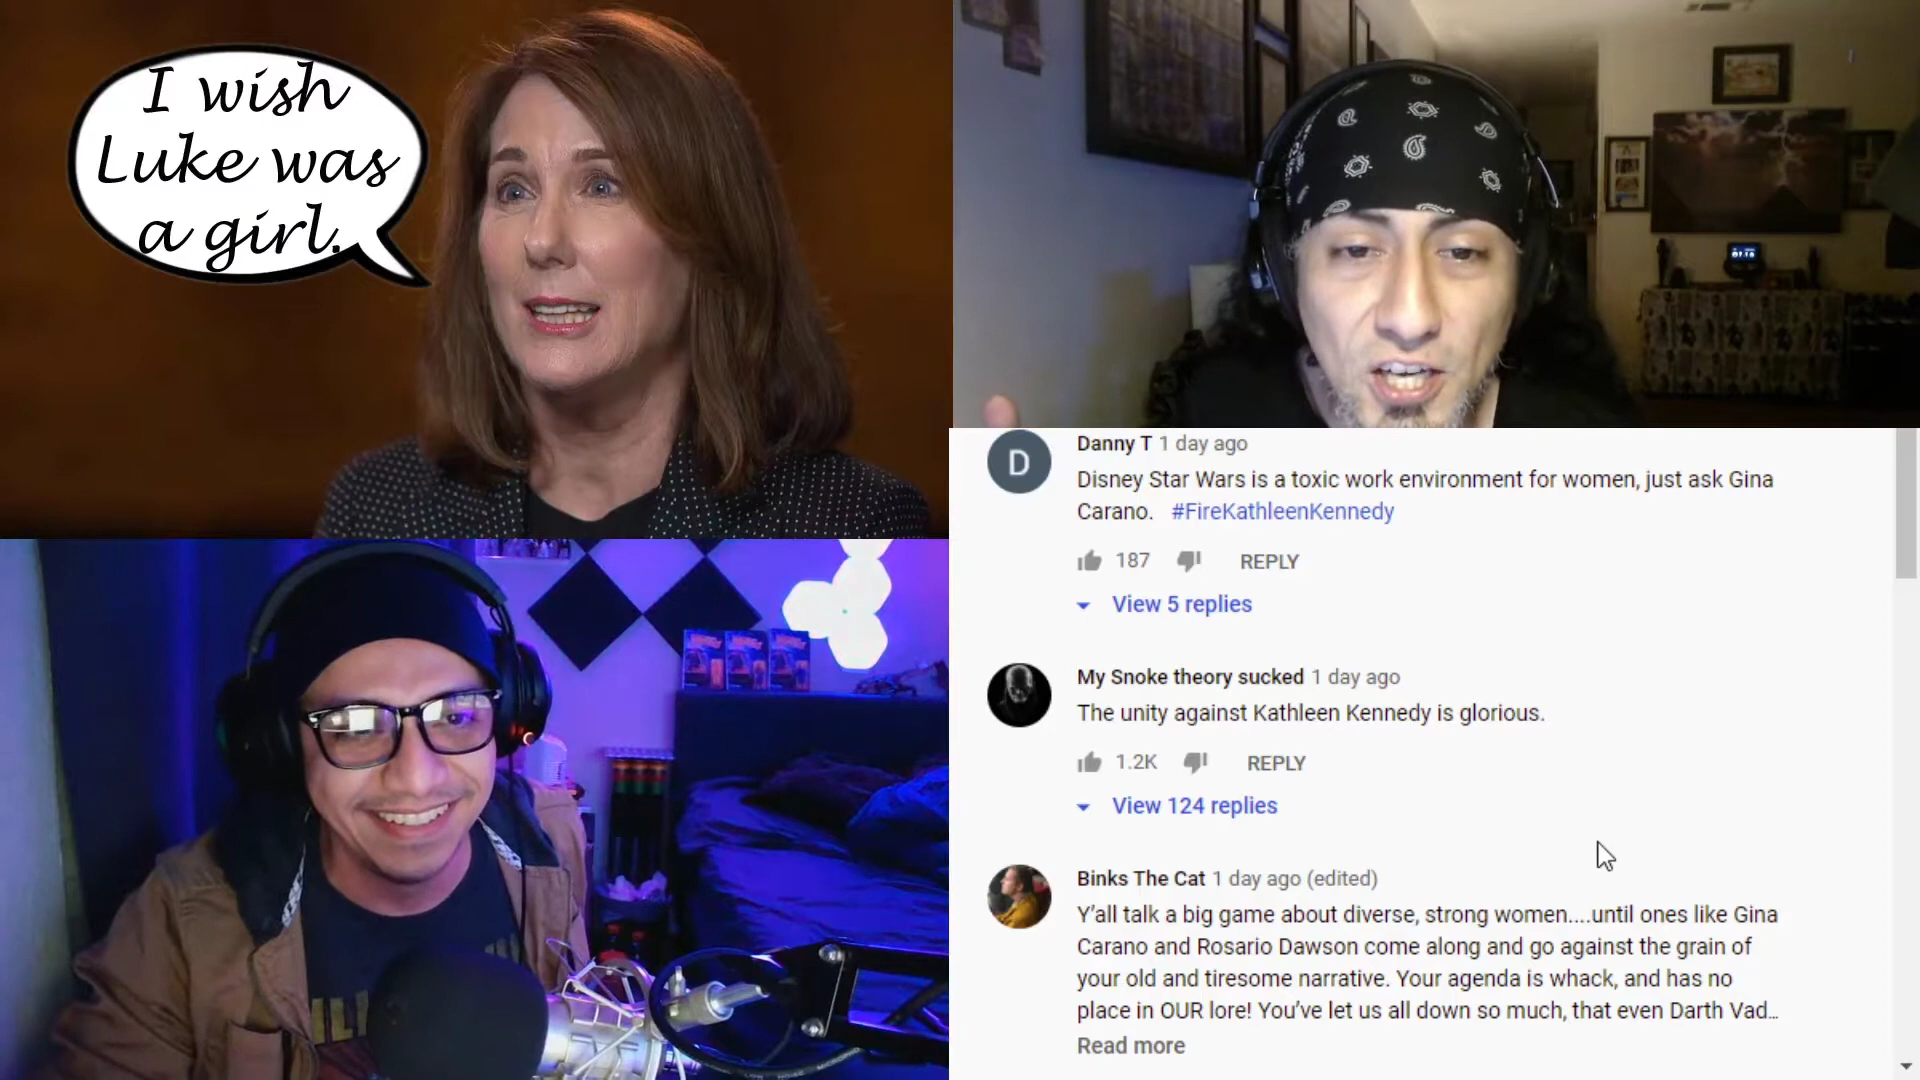 I wish
Luke was
a girl.
D
Danny T 1 day ago
Disney Star Wars is a toxic work environment for women, just ask Gina
Carano. #FireKathleenKennedy
187 REPLY
View 5 replies
My Snoke theory sucked 1 day ago
The unity against Kathleen Kennedy is glorious.
1.2K REPLY
View 124 replies
Binks The Cat 1 day ago (edited)
Y'all talk a big game about diverse, strong women....until ones like Gina
Carano and Rosario Dawson come along and go against the grain of
your old and tiresome narrative. Your agenda is whack, and has no
place in OUR lore! You've let us all down so much, that even Darth Vad…
Read more